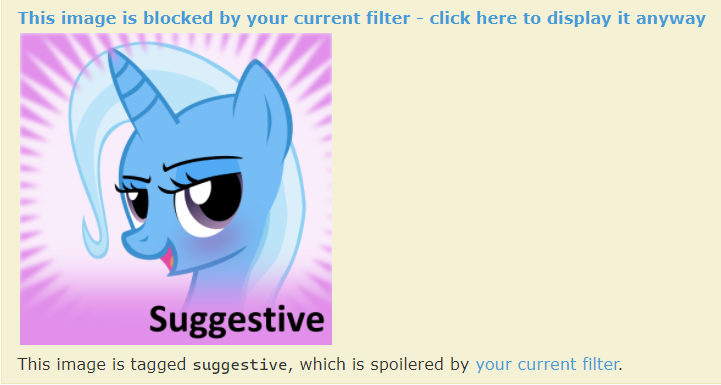 This image is blocked by your current filter - click here to display it anyway
Suggestive
This image is tagged suggestive, which is spoilered by your current filter.